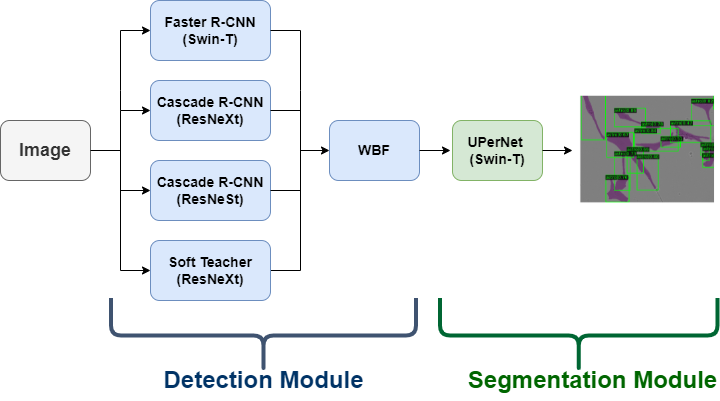 Faster R-CNN
(Swin-T)
Cascade R-CNN
(ResNeXt)
Image
WBF
UPerNet
(Swin-T)
Cascade R-CNN
(ResNeSt)
Soft Teacher
(ResNeXt)
Detection Module
Segmentation Module